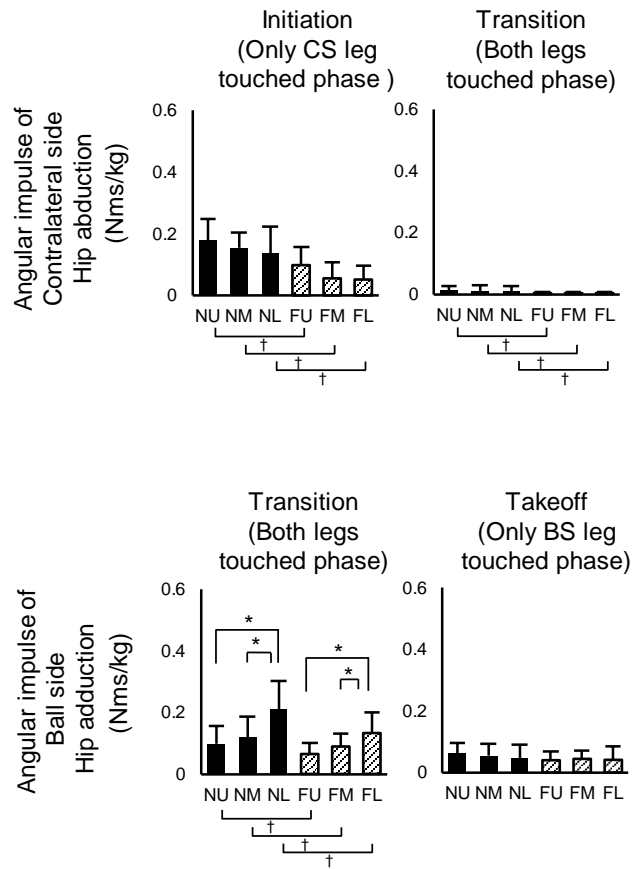 Initiation
(Only CS leg
touched phase )
Transition
(Both legs
touched phase)
Angular impulse of
Contralateral side
Hip abduction
(Nms/kg)
0.6
0.4
0.2
0
NU NM NL FU FM FL
†
†
†
0.6
0.4
0.2
0
NU NM NL FU FM FL
†
†
†
Transition
(Both legs
touched phase)
Takeoff
(Only BS leg
touched phase)
Angular impulse of
Ball side
Hip adduction
(Nms/kg)
0.6
0.4
0.2
0
*
*
*
*
NU NM NL FU FM FL
†
†
†
0.6
0.4
0.2
0
NU NM NL FU FM FL